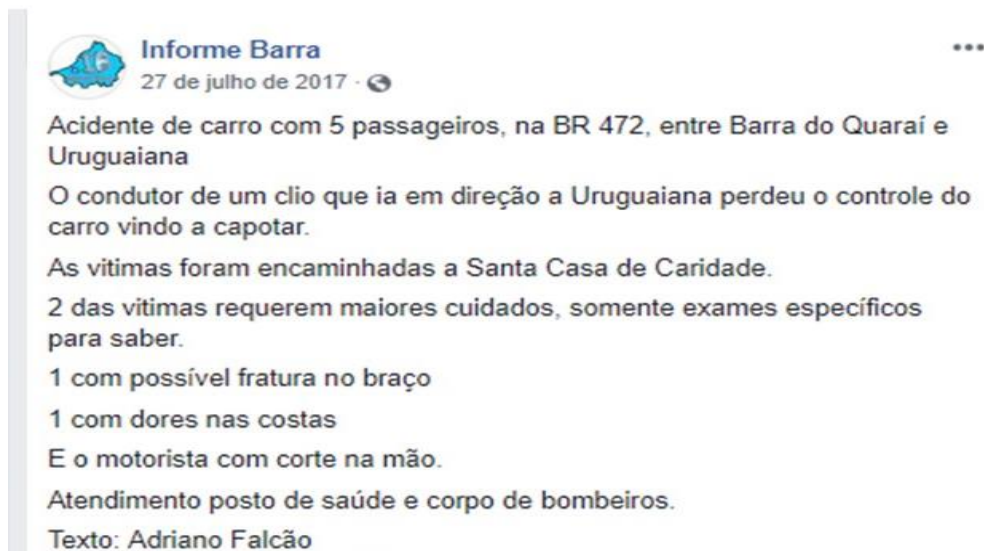 Informe Barra
27 de julho de 2017 ·
Acidente de carro com 5 passageiros, na BR 472, entre Barra do Quaraí e
Uruguaiana
O condutor de um clio que ia em direção a Uruguaiana perdeu o controle do
carro vindo a capotar.
As vitimas foram encaminhadas a Santa Casa de Caridade.
2 das vitimas requerem maiores cuidados, somente exames específicos
para saber.
1 com possível fratura no braço
1 com dores nas costas
E o motorista com corte na mão.
Atendimento posto de saúde e corpo de bombeiros.
Texto: Adriano Falcão